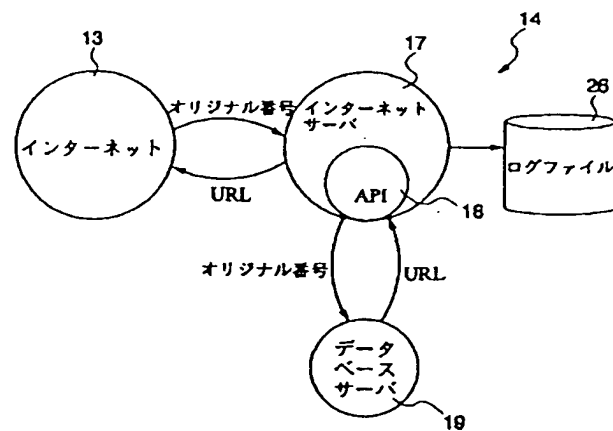 14
13
17
26
オリジナル番号
インターネット
サーバ
インターネット
ログファイル
URL
API
18
オリジナル番号
URL
データ
ベース
サーバ
19